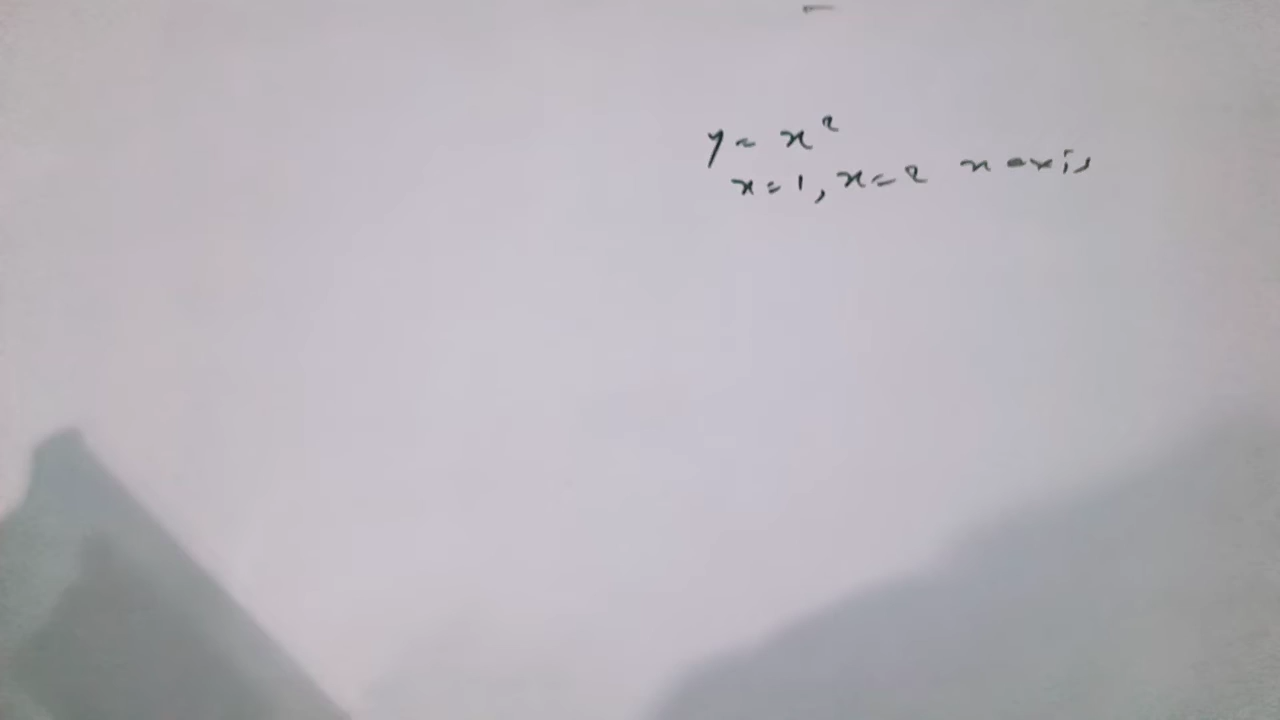 y = x²
x = 1, x = 2 x axis